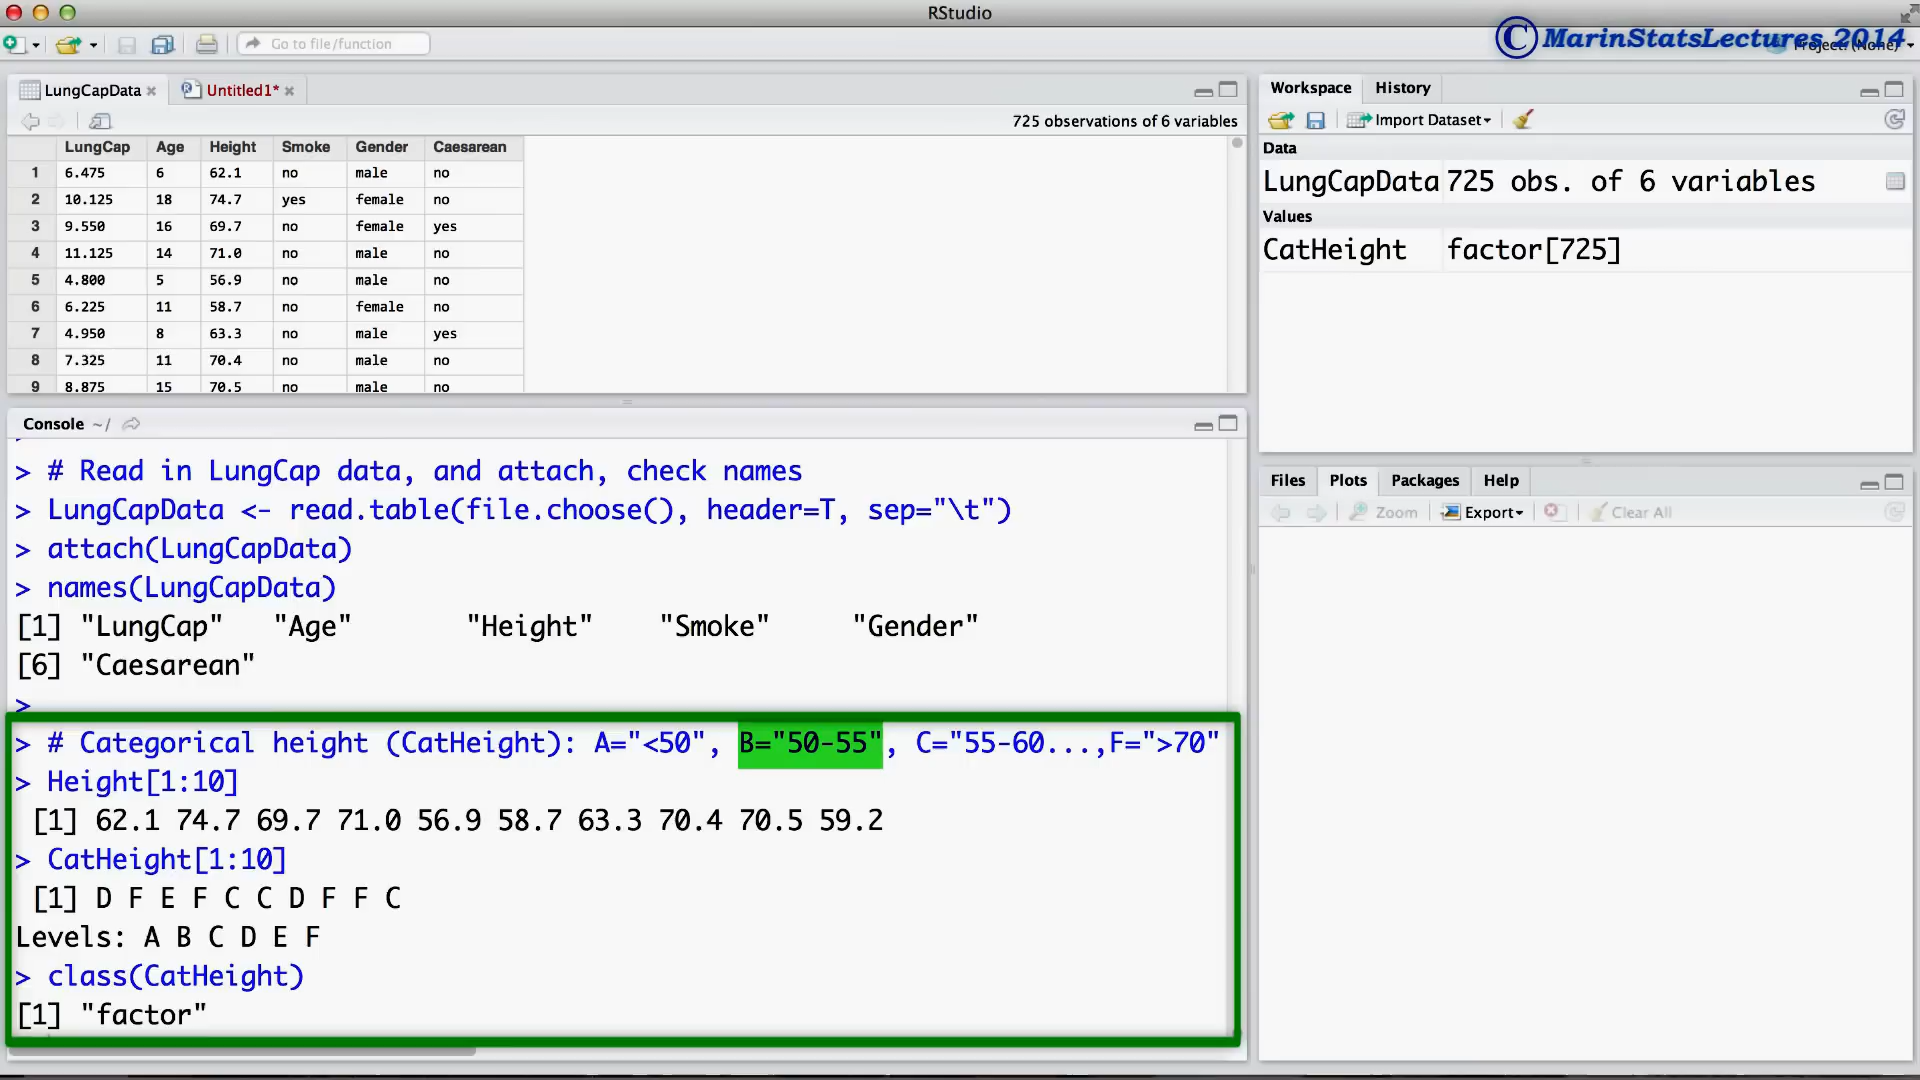 RStudio
Go to file/function
© MarinStatsLectures 2014
Project: (None)
LungCapData
Untitled1*
725 observations of 6 variables
LungCap Age Height Smoke Gender Caesarean
1 6.475 6 62.1 no male no
2 10.125 18 74.7 yes female no
3 9.550 16 69.7 no female yes
4 11.125 14 71.0 no male no
5 4.800 5 56.9 no male no
6 6.225 11 58.7 no female no
7 4.950 8 63.3 no male yes
8 7.325 11 70.4 no male no
9 8.875 15 70.5 no male no
Console ~/
> # Read in LungCap data, and attach, check names
> LungCapData <- read.table(file.choose(), header=T, sep="\t")
> attach(LungCapData)
> names(LungCapData)
[1] "LungCap" "Age" "Height" "Smoke" "Gender"
[6] "Caesarean"
>
> # Categorical height (CatHeight): A="<50", B="50-55", C="55-60...,F=">70"
> Height[1:10]
[1] 62.1 74.7 69.7 71.0 56.9 58.7 63.3 70.4 70.5 59.2
> CatHeight[1:10]
[1] D F E F C C D F F C
Levels: A B C D E F
> class(CatHeight)
[1] "factor"
Workspace History
Import Dataset
Data
LungCapData 725 obs. of 6 variables
Values
CatHeight factor[725]
Files Plots Packages Help
Zoom Export Clear All